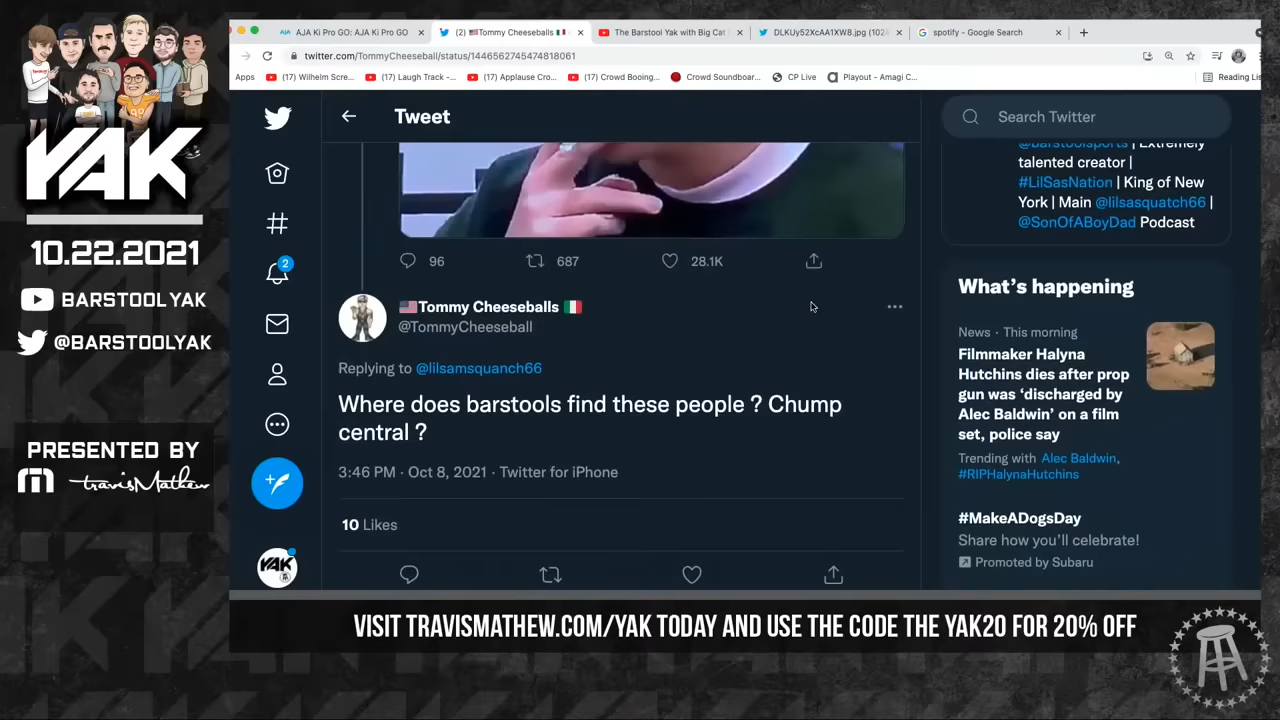 AJA Ki Pro GO: AJA Ki Pro GO
(2) 🇺🇸Tommy Cheeseballs 🇮🇹
The Barstool Yak with Big Cat
DLKUy52XcAA1XW8.jpg (102
spotify - Google Search
twitter.com/TommyCheeseball/status/1446562745474818061
Apps
(17) Wilhelm Scre...
(17) Laugh Track -...
(17) Applause Cro...
(17) Crowd Booing...
Crowd Soundboar...
CP Live
Playout - Amagi C...
Reading Lis
YAK
10.22.2021
BARSTOOLYAK
@BARSTOOLYAK
PRESENTED BY
travisMathew
2
YAK
Tweet
96
687
28.1K
🇺🇸Tommy Cheeseballs 🇮🇹
@TommyCheeseball
Replying to @lilsamsquanch66
Where does barstools find these people ? Chump
central ?
3:46 PM · Oct 8, 2021 · Twitter for iPhone
10 Likes
Search Twitter
@barstoolsports | Extremely
talented creator |
#LilSasNation | King of New
York | Main @lilsasquatch66 |
@SonOfABoyDad Podcast
What's happening
News · This morning
Filmmaker Halyna
Hutchins dies after prop
gun was 'discharged by
Alec Baldwin' on a film
set, police say
Trending with Alec Baldwin,
#RIPHalynaHutchins
#MakeADogsDay
Share how you'll celebrate!
Promoted by Subaru
VISIT TRAVISMATHEW.COM/YAK TODAY AND USE THE CODE THE YAK20 FOR 20% OFF